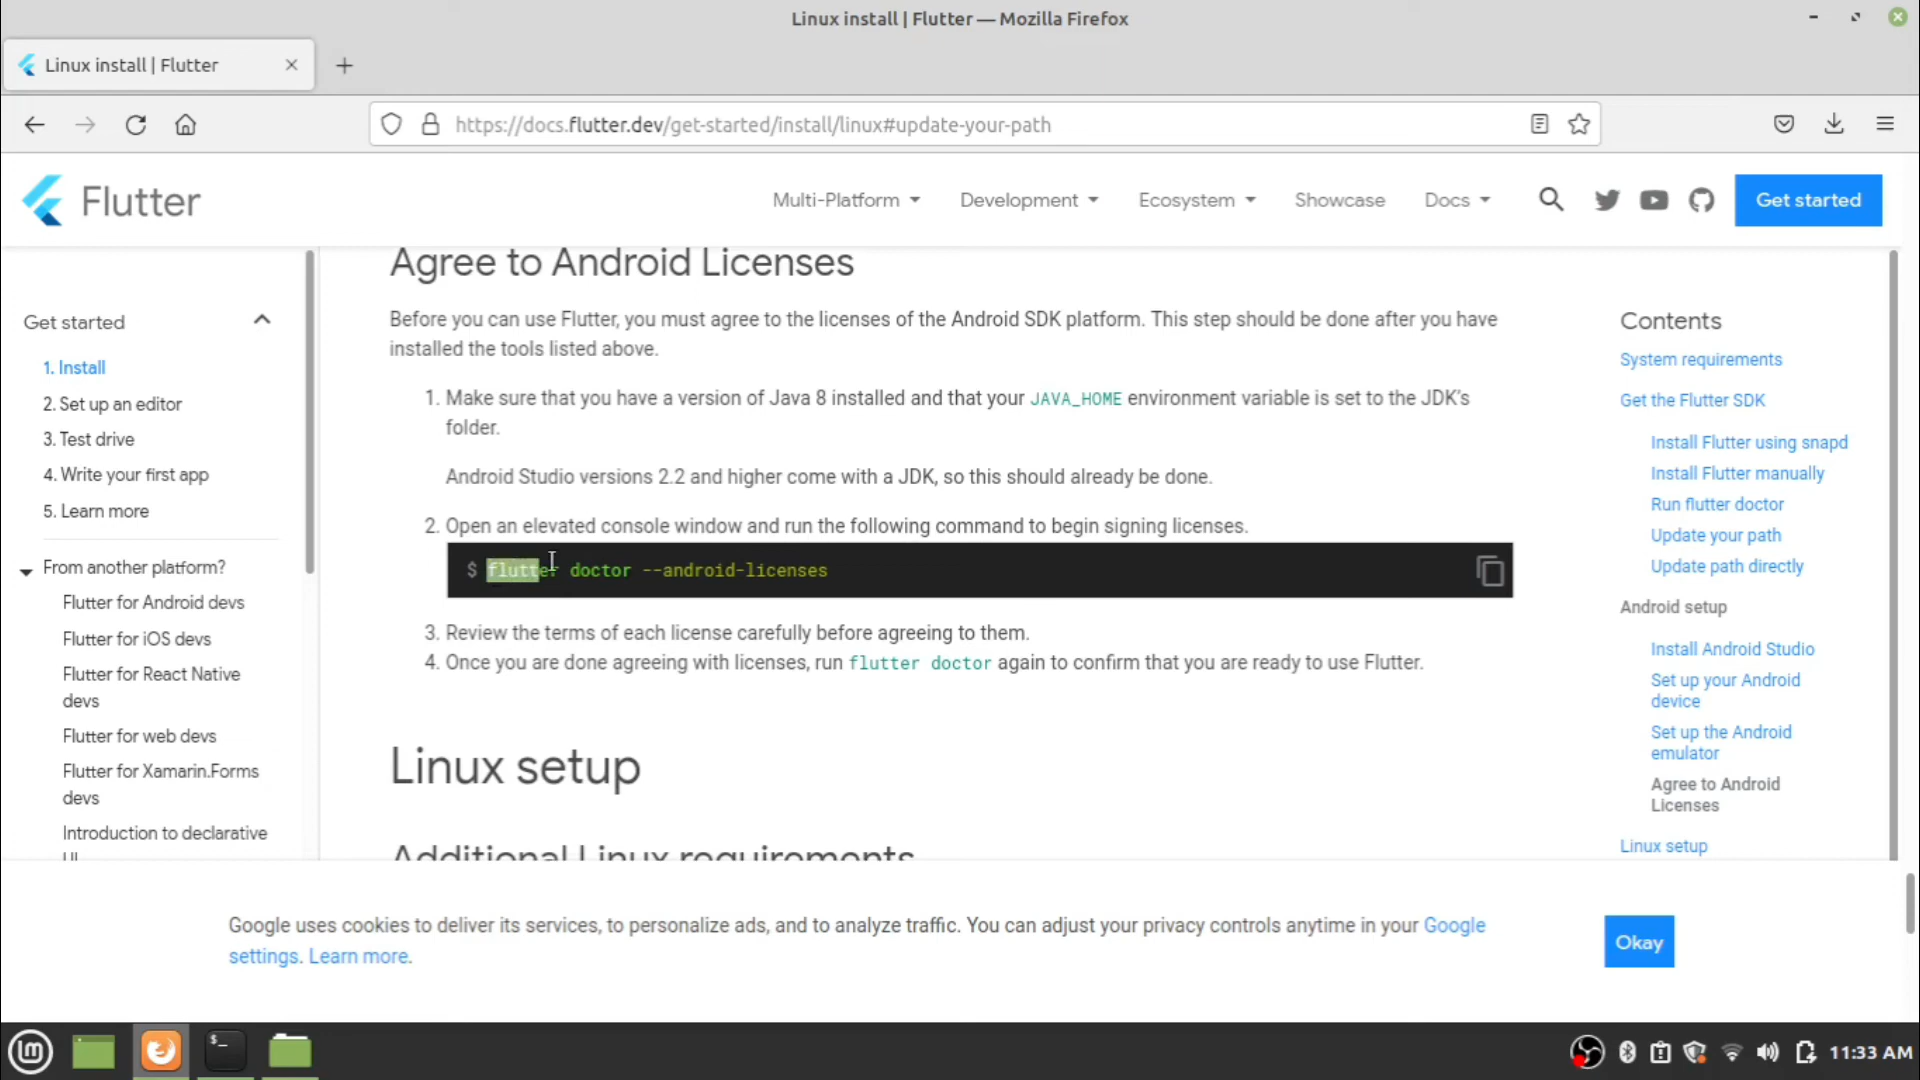 Linux install | Flutter — Mozilla Firefox
Linux install | Flutter
https://docs.flutter.dev/get-started/install/linux#update-your-path
Flutter
Multi-Platform
Development
Ecosystem
Showcase
Docs
Get started
Get started
1. Install
2. Set up an editor
3. Test drive
4. Write your first app
5. Learn more
From another platform?
Flutter for Android devs
Flutter for iOS devs
Flutter for React Native
devs
Flutter for web devs
Flutter for Xamarin.Forms
devs
Introduction to declarative
UI
Agree to Android Licenses
Before you can use Flutter, you must agree to the licenses of the Android SDK platform. This step should be done after you have
installed the tools listed above.
1. Make sure that you have a version of Java 8 installed and that your JAVA_HOME environment variable is set to the JDK's
folder.
Android Studio versions 2.2 and higher come with a JDK, so this should already be done.
2. Open an elevated console window and run the following command to begin signing licenses.
$ flutter doctor --android-licenses
3. Review the terms of each license carefully before agreeing to them.
4. Once you are done agreeing with licenses, run flutter doctor again to confirm that you are ready to use Flutter.
Linux setup
Additional Linux requirements
Contents
System requirements
Get the Flutter SDK
Install Flutter using snapd
Install Flutter manually
Run flutter doctor
Update your path
Update path directly
Android setup
Install Android Studio
Set up your Android
device
Set up the Android
emulator
Agree to Android
Licenses
Linux setup
Google uses cookies to deliver its services, to personalize ads, and to analyze traffic. You can adjust your privacy controls anytime in your Google
settings. Learn more.
Okay
11:33 AM